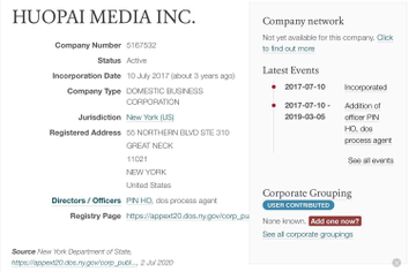 HUOPAI MEDIA INC.
Company Number 5167532
Status Active
Incorporation Date 10 July 2017 (about 3 years ago)
Company Type DOMESTIC BUSINESS
CORPORATION
Jurisdiction New York (US)
Registered Address 55 NORTHERN BLVD STE 310
GREAT NECK
11021
NEW YORK
United States
Directors / Officers PIN HO, dos process agent
Registry Page https://appext20.dos.ny.gov/corp_pu
Source New York Department of State,
https://appext20.dos.ny.gov/corp_publ..., 2 Jul 2020
Company network
Not yet available for this company. Click
to find out more
Latest Events
2017-07-10 Incorporated
2017-07-10 - Addition of
2019-03-05 officer PIN
HO, dos
process agent
See all events
Corporate Grouping
USER CONTRIBUTED
None known. Add one now?
See all corporate groupings